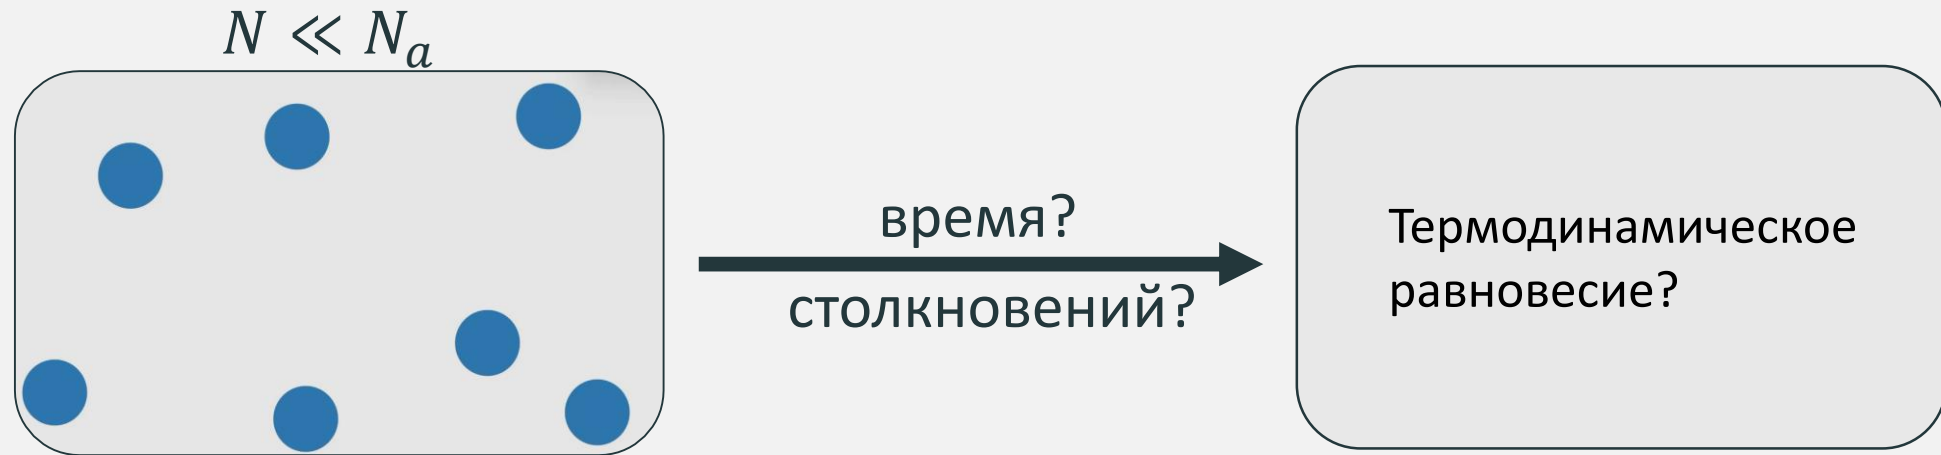 N ≪ Nₐ
время?
столкновений?
Термодинамическое
равновесие?